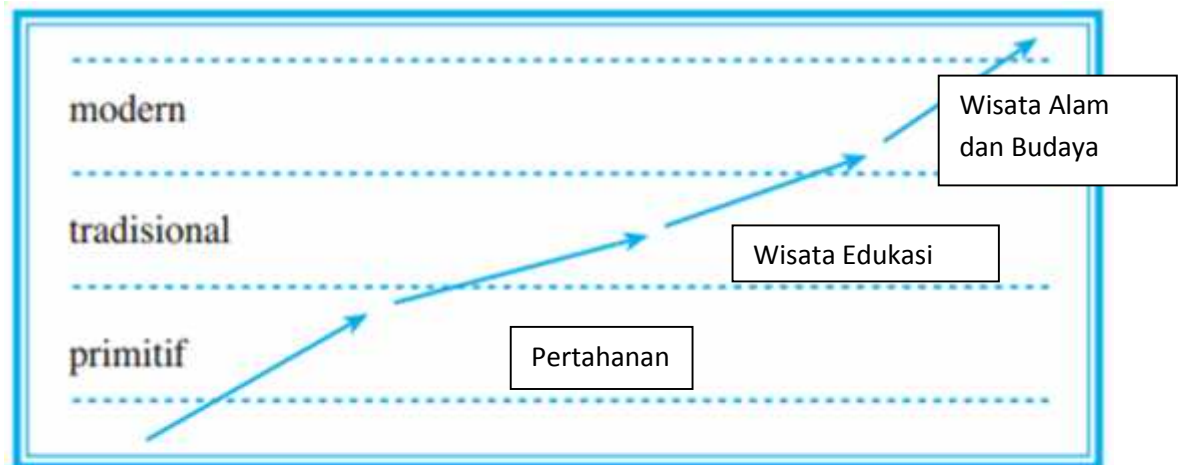 modern
Wisata Alam
dan Budaya
tradisional
Wisata Edukasi
primitif
Pertahanan